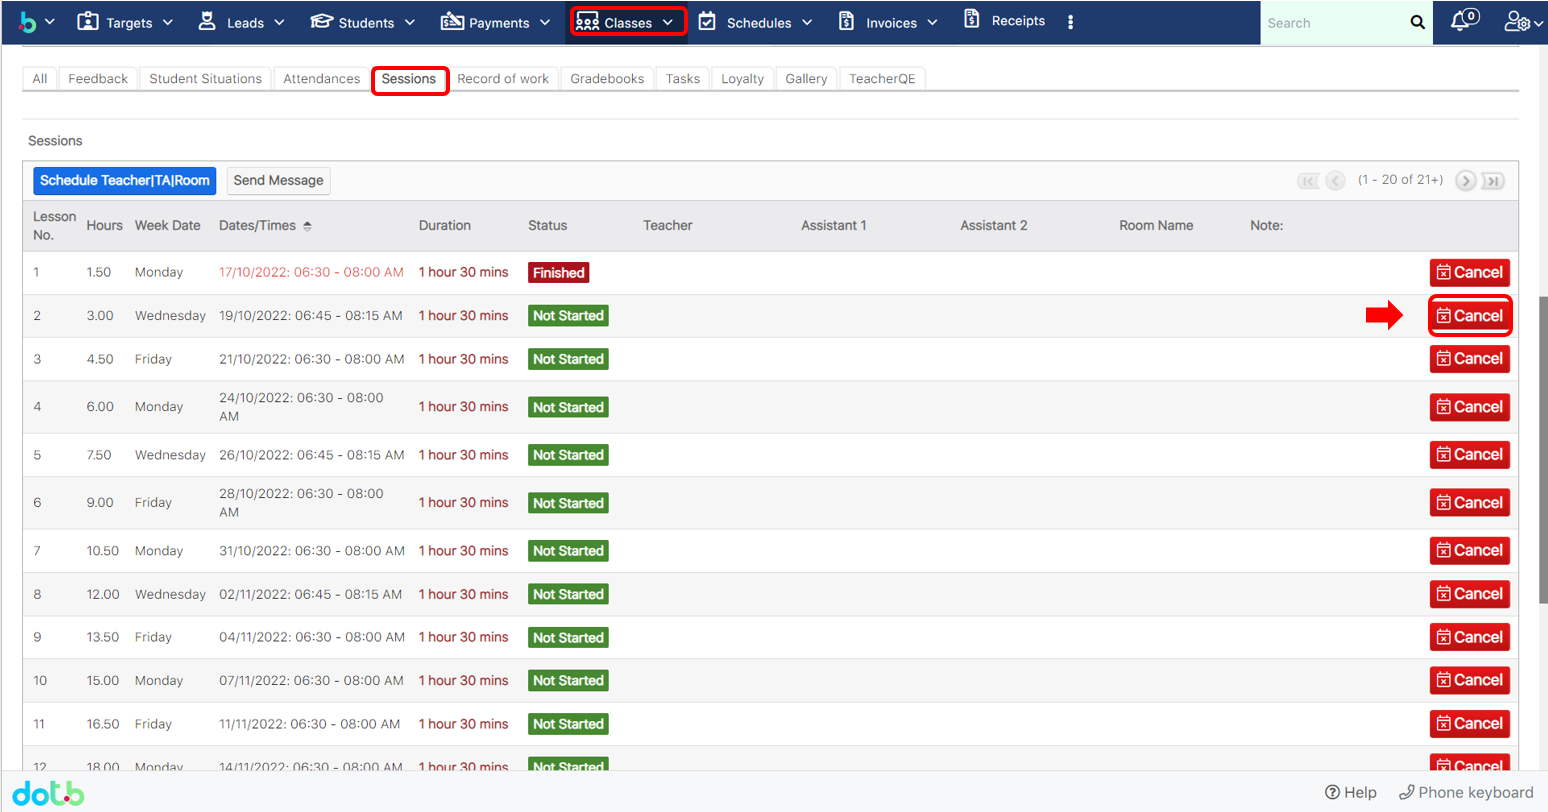 b Targets Leads Students Payments Classes Schedules Invoices Receipts Search 0
All Feedback Student Situations Attendances Sessions Record of work Gradebooks Tasks Loyalty Gallery TeacherQE
Sessions
Schedule Teacher|TA|Room Send Message (1 - 20 of 21+)
Lesson No. Hours Week Date Dates/Times Duration Status Teacher Assistant 1 Assistant 2 Room Name Note:
1 1.50 Monday 17/10/2022: 06:30 - 08:00 AM 1 hour 30 mins Finished Cancel
2 3.00 Wednesday 19/10/2022: 06:45 - 08:15 AM 1 hour 30 mins Not Started Cancel
3 4.50 Friday 21/10/2022: 06:30 - 08:00 AM 1 hour 30 mins Not Started Cancel
4 6.00 Monday 24/10/2022: 06:30 - 08:00 AM 1 hour 30 mins Not Started Cancel
5 7.50 Wednesday 26/10/2022: 06:45 - 08:15 AM 1 hour 30 mins Not Started Cancel
6 9.00 Friday 28/10/2022: 06:30 - 08:00 AM 1 hour 30 mins Not Started Cancel
7 10.50 Monday 31/10/2022: 06:30 - 08:00 AM 1 hour 30 mins Not Started Cancel
8 12.00 Wednesday 02/11/2022: 06:45 - 08:15 AM 1 hour 30 mins Not Started Cancel
9 13.50 Friday 04/11/2022: 06:30 - 08:00 AM 1 hour 30 mins Not Started Cancel
10 15.00 Monday 07/11/2022: 06:30 - 08:00 AM 1 hour 30 mins Not Started Cancel
11 16.50 Friday 11/11/2022: 06:30 - 08:00 AM 1 hour 30 mins Not Started Cancel
12 18.00 Monday 14/11/2022: 06:30 - 08:00 AM 1 hour 30 mins Not Started Cancel
dotb Help Phone keyboard